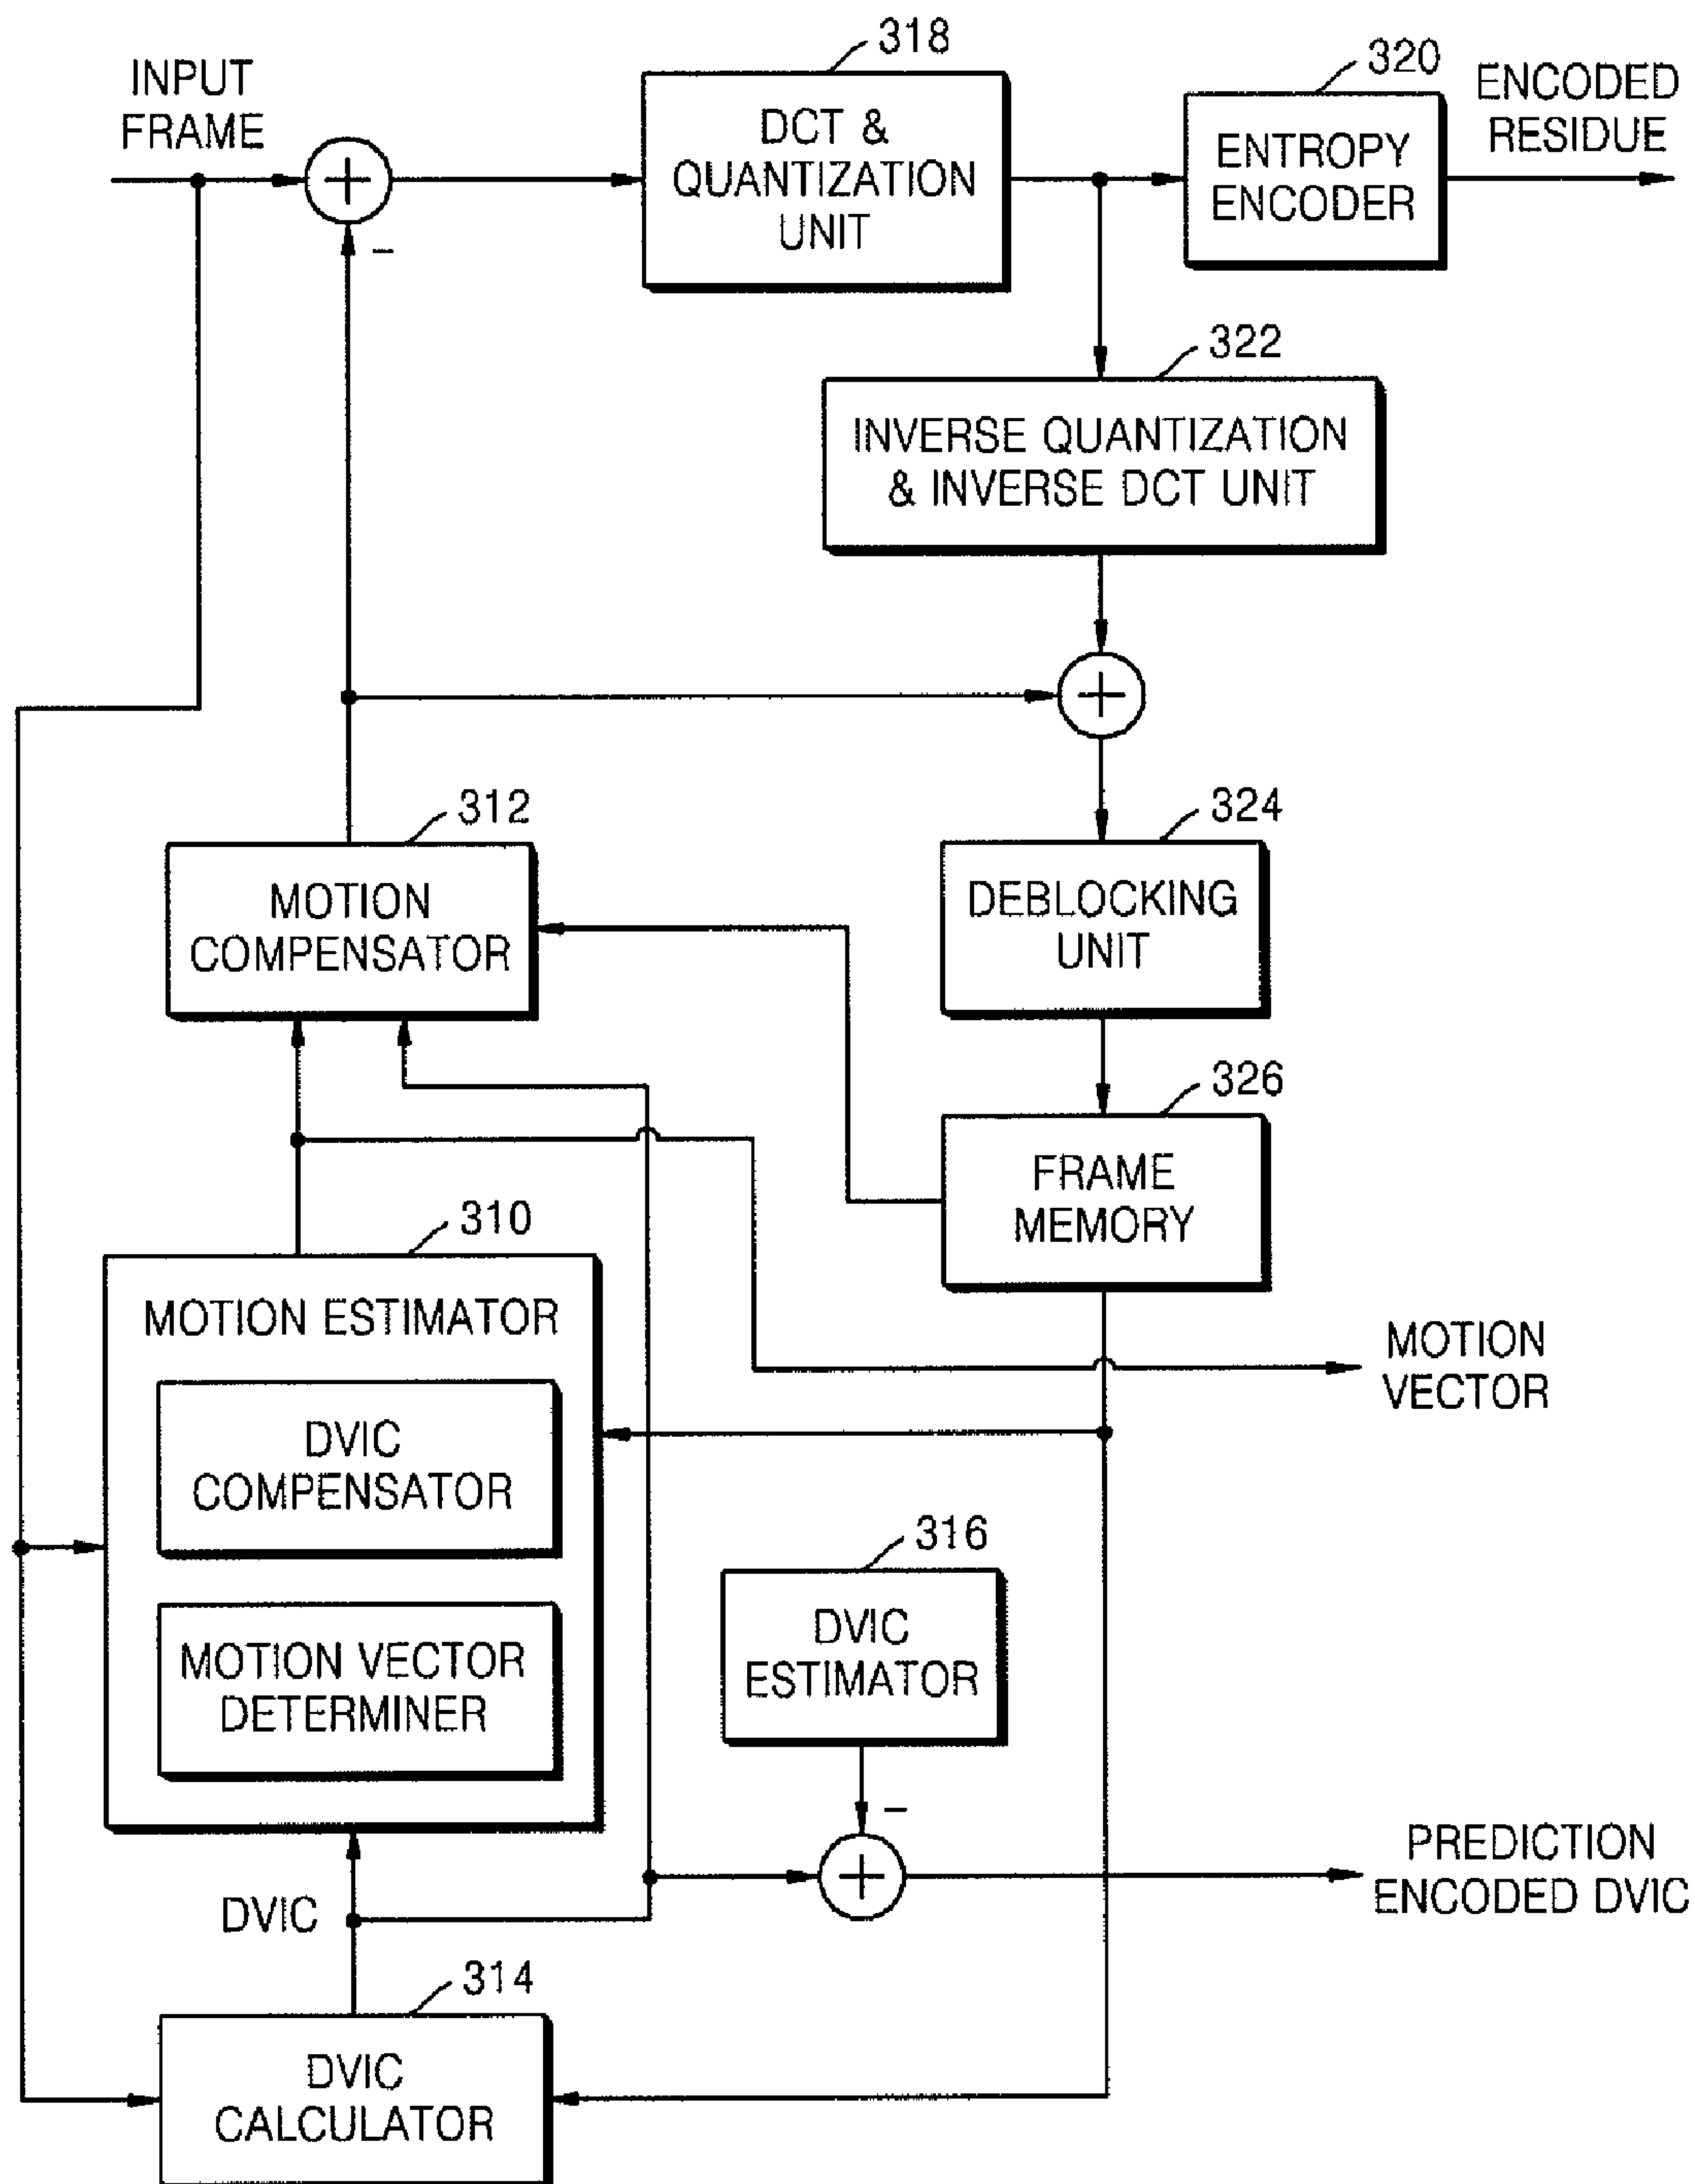 318
320
INPUT
FRAME
ENCODED
RESIDUE
DCT &
QUANTIZATION
UNIT
ENTROPY
ENCODER
+
-
322
INVERSE QUANTIZATION
& INVERSE DCT UNIT
+
312
324
MOTION
COMPENSATOR
DEBLOCKING
UNIT
326
FRAME
MEMORY
310
MOTION ESTIMATOR
MOTION
VECTOR
DVIC
COMPENSATOR
316
DVIC
ESTIMATOR
MOTION VECTOR
DETERMINER
-
+
PREDICTION
ENCODED DVIC
DVIC
314
DVIC
CALCULATOR